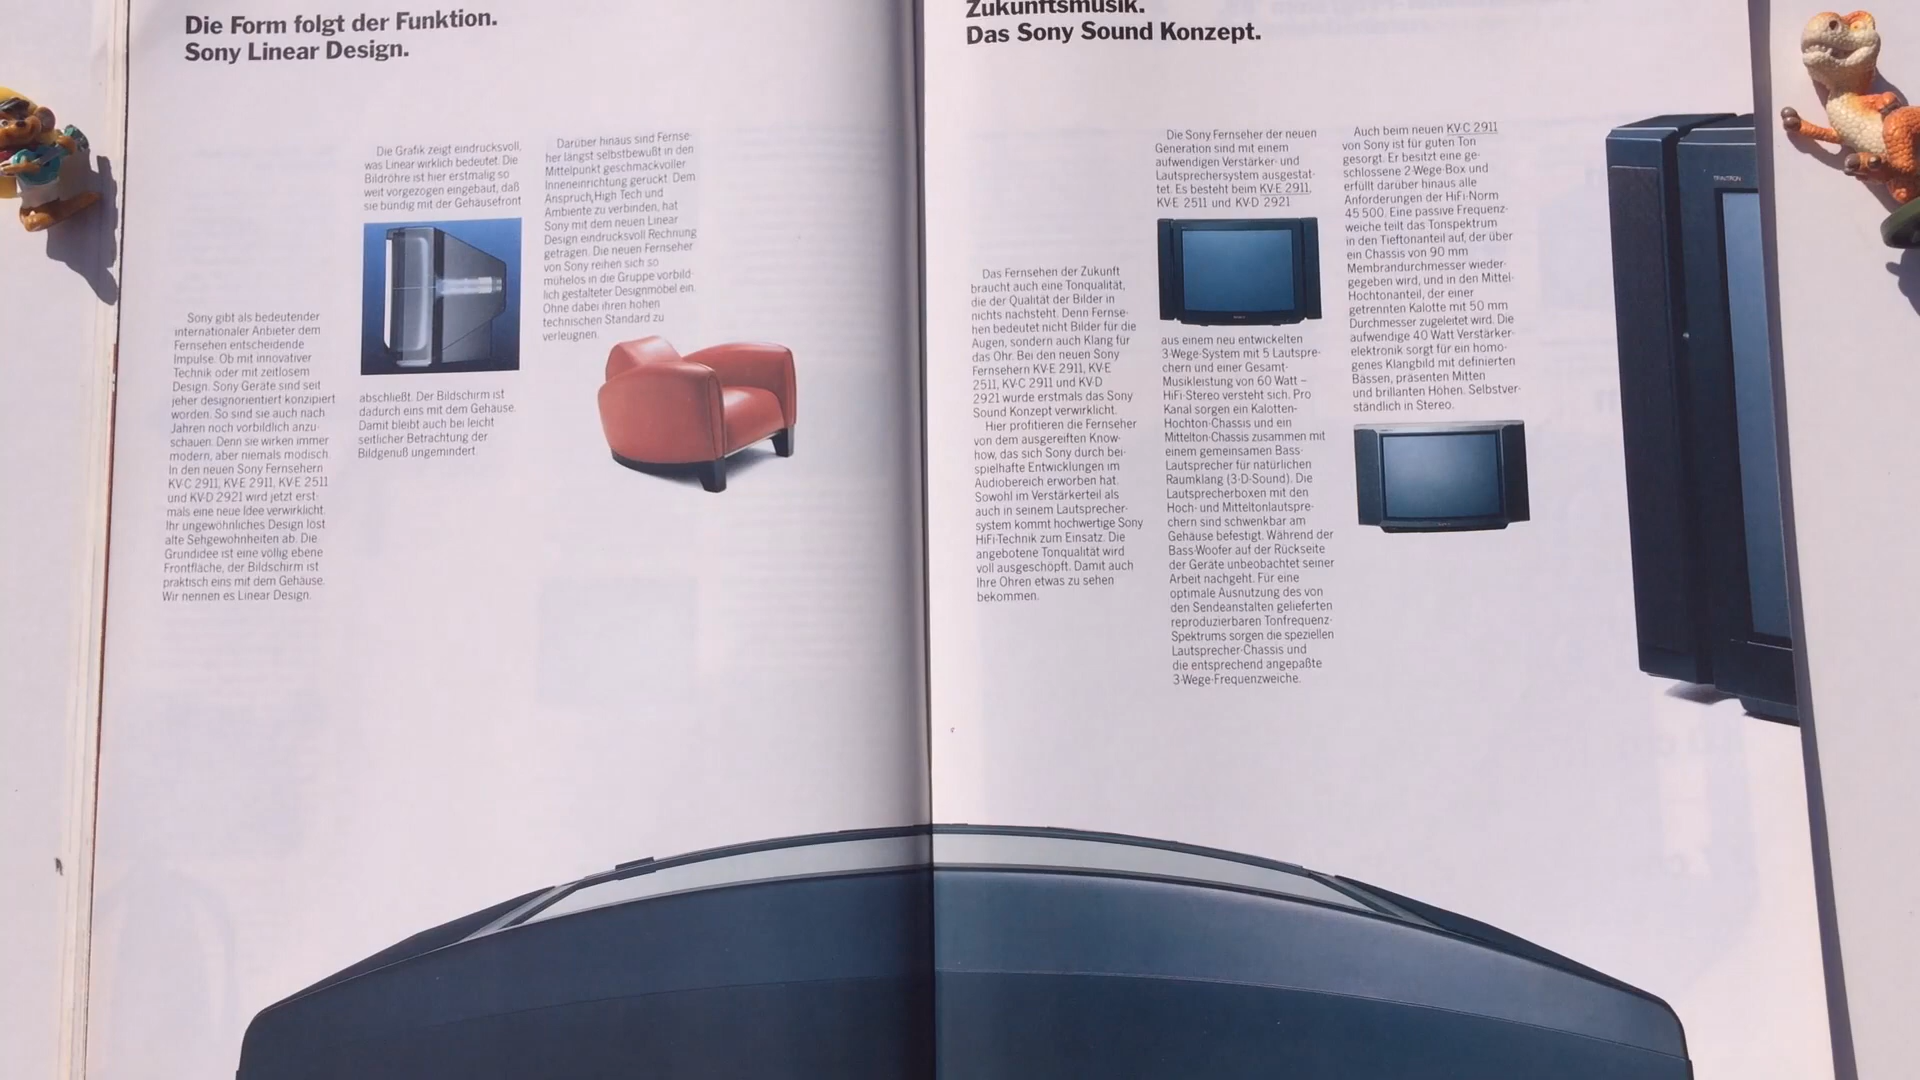 Die Form folgt der Funktion.
Sony Linear Design.
Sony gibt als bedeutender
internationaler Anbieter dem
Fernsehen entscheidende
Impulse. Ob mit innovativer
Technik oder mit zeitlosem
Design. Sony Geräte sind seit
jeher designorientiert konzipiert
worden. So sind sie auch nach
Jahren noch vorbildlich anzu-
schauen. Denn sie wirken immer
modern, aber niemals modisch.
In den neuen Sony Fernsehern
KV-C 2911, KV-E 2911, KV-E 2511
und KV-D 2921 wird jetzt erst-
mals eine neue Idee verwirklicht.
Ihr ungewöhnliches Design löst
alte Sehgewohnheiten ab. Die
Grundidee ist eine völlig ebene
Frontfläche, der Bildschirm ist
praktisch eins mit dem Gehäuse.
Wir nennen es Linear Design.
Die Grafik zeigt eindrucksvoll,
was Linear wirklich bedeutet. Die
Bildröhre ist hier erstmalig so
weit vorgezogen eingebaut, daß
sie bündig mit der Gehäusefront
abschließt. Der Bildschirm ist
dadurch eins mit dem Gehäuse.
Damit bleibt auch bei leicht
seitlicher Betrachtung der
Bildgenuß ungemindert.
Darüber hinaus sind Fernse-
her längst selbstbewußt in den
Mittelpunkt geschmackvoller
Inneneinrichtung gerückt. Dem
Anspruch, High Tech und
Ambiente zu verbinden, hat
Sony mit dem neuen Linear
Design eindrucksvoll Rechnung
getragen. Die neuen Fernseher
von Sony reihen sich so
mühelos in die Gruppe vorbild-
lich gestalteter Designmöbel ein.
Ohne dabei ihren hohen
technischen Standard zu
verleugnen.
Zukunftsmusik.
Das Sony Sound Konzept.
Das Fernsehen der Zukunft
braucht auch eine Tonqualität,
die der Qualität der Bilder in
nichts nachsteht. Denn Fernse-
hen bedeutet nicht Bilder für die
Augen, sondern auch Klang für
das Ohr. Bei den neuen Sony
Fernsehern KV-E 2911, KV-E
2511, KV-C 2911 und KV-D
2921 wurde erstmals das Sony
Sound Konzept verwirklicht.
Hier profitieren die Fernseher
von dem ausgereiften Know-
how, das sich Sony durch bei-
spielhafte Entwicklungen im
Audiobereich erworben hat.
Sowohl im Verstärkerteil als
auch in seinem Lautsprecher-
system kommt hochwertige Sony
HiFi-Technik zum Einsatz. Die
angebotene Tonqualität wird
voll ausgeschöpft. Damit auch
Ihre Ohren etwas zu sehen
bekommen.
Die Sony Fernseher der neuen
Generation sind mit einem
aufwendigen Verstärker- und
Lautsprechersystem ausgestat-
tet. Es besteht beim KV-E 2911,
KV-E 2511 und KV-D 2921
aus einem neu entwickelten
3-Wege-System mit 5 Lautspre-
chern und einer Gesamt-
Musikleistung von 60 Watt –
HiFi-Stereo versteht sich. Pro
Kanal sorgen ein Kalotten-
Hochton-Chassis und ein
Mittelton-Chassis zusammen mit
einem gemeinsamen Bass-
Lautsprecher für natürlichen
Raumklang (3-D-Sound). Die
Lautsprecherboxen mit den
Hoch- und Mitteltonlautspre-
chern sind schwenkbar am
Gehäuse befestigt. Während der
Bass-Woofer auf der Rückseite
der Geräte unbeobachtet seiner
Arbeit nachgeht. Für eine
optimale Ausnutzung des von
den Sendeanstalten gelieferten
reproduzierbaren Tonfrequenz-
Spektrums sorgen die speziellen
Lautsprecher-Chassis und
die entsprechend angepaßte
3-Wege-Frequenzweiche.
Auch beim neuen KV-C 2911
von Sony ist für guten Ton
gesorgt. Er besitzt eine ge-
schlossene 2-Wege-Box und
erfüllt darüber hinaus alle
Anforderungen der HiFi-Norm
45 500. Eine passive Frequenz-
weiche teilt das Tonspektrum
in den Tieftonanteil auf, der über
ein Chassis von 90 mm
Membrandurchmesser wieder-
gegeben wird, und in den Mittel-
Hochtonanteil, der einer
getrennten Kalotte mit 50 mm
Durchmesser zugeleitet wird. Die
aufwendige 40 Watt Verstärker-
elektronik sorgt für ein homo-
genes Klangbild mit definierten
Bässen, präsenten Mitten
und brillanten Höhen. Selbstver-
ständlich in Stereo.
TRINITRON